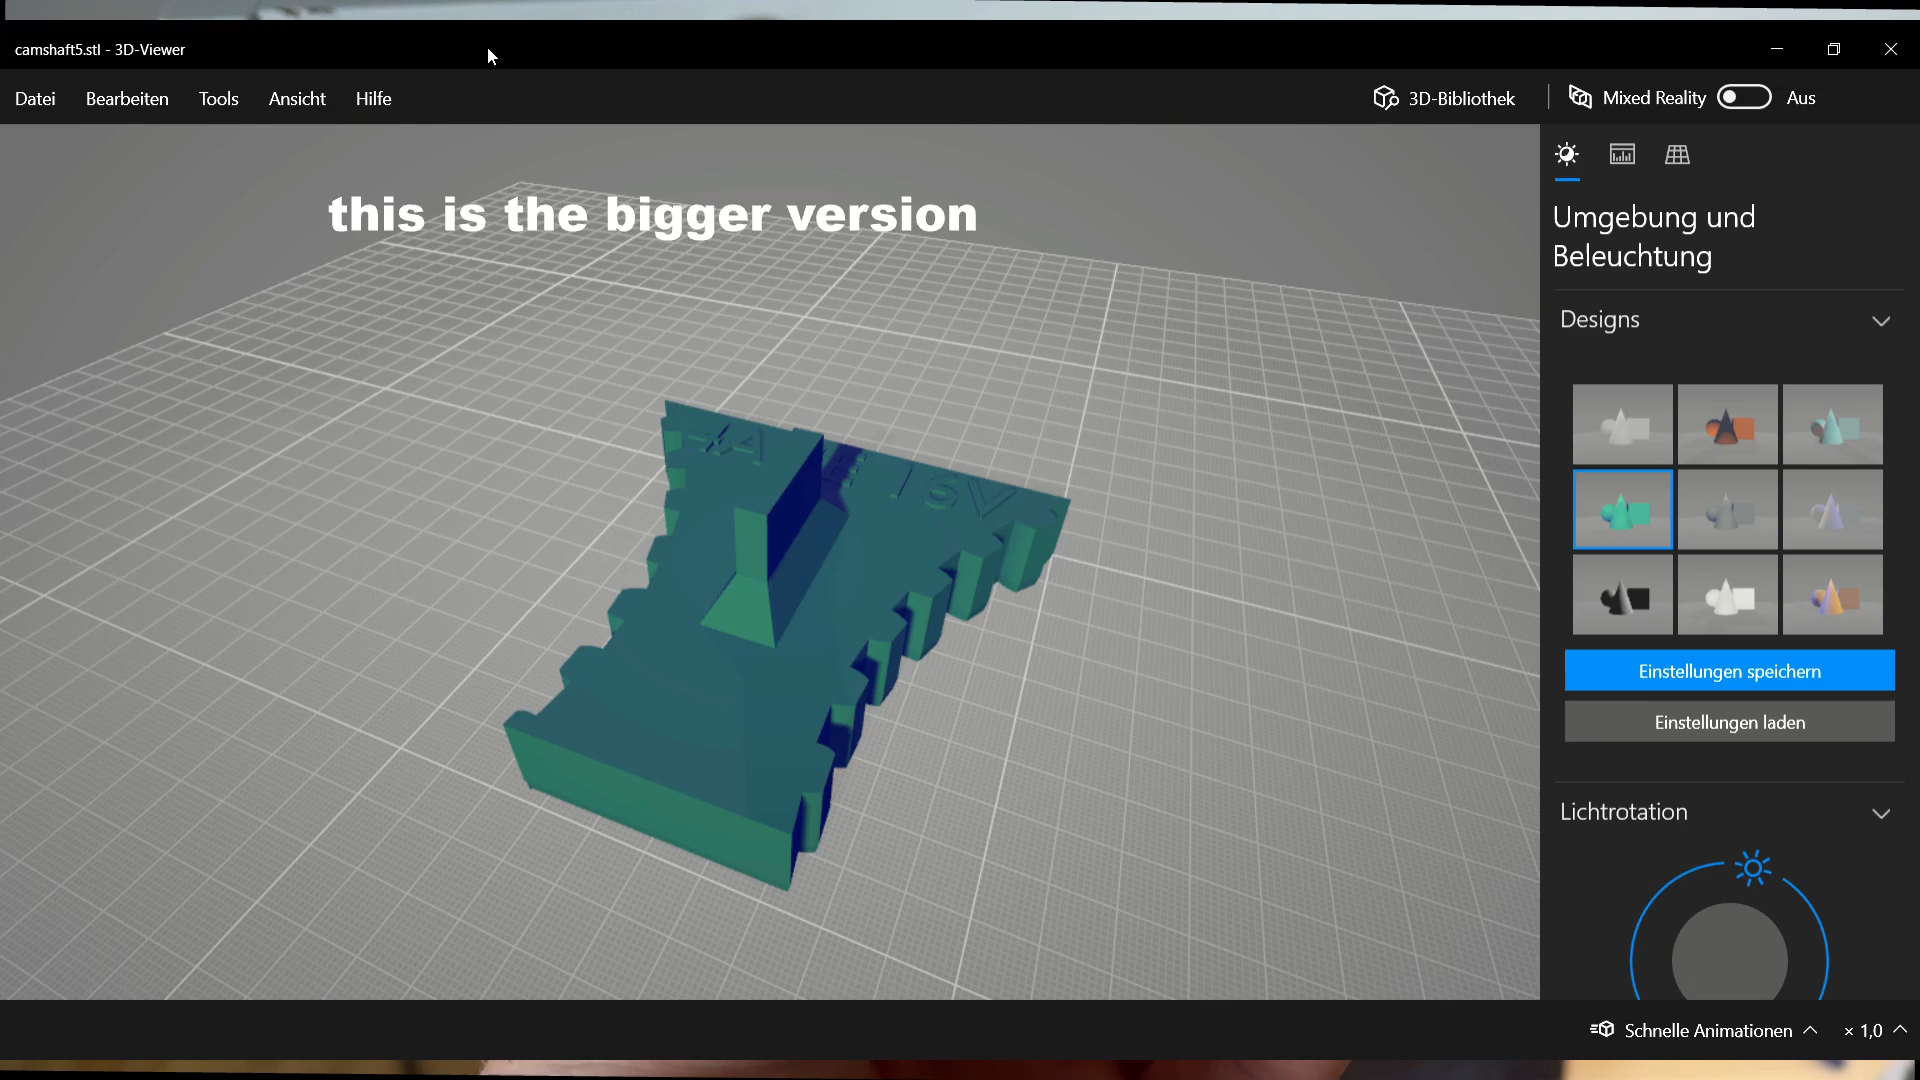 camshaft5.stl - 3D-Viewer
Datei Bearbeiten Tools Ansicht Hilfe
3D-Bibliothek Mixed Reality Aus
this is the bigger version
Umgebung und
Beleuchtung
Designs
Einstellungen speichern
Einstellungen laden
Lichtrotation
Schnelle Animationen × 1,0